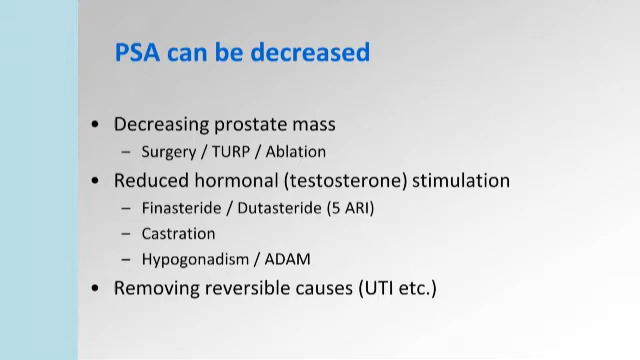 PSA can be decreased
• Decreasing prostate mass
– Surgery / TURP / Ablation
• Reduced hormonal (testosterone) stimulation
– Finasteride / Dutasteride (5 ARI)
– Castration
– Hypogonadism / ADAM
• Removing reversible causes (UTI etc.)